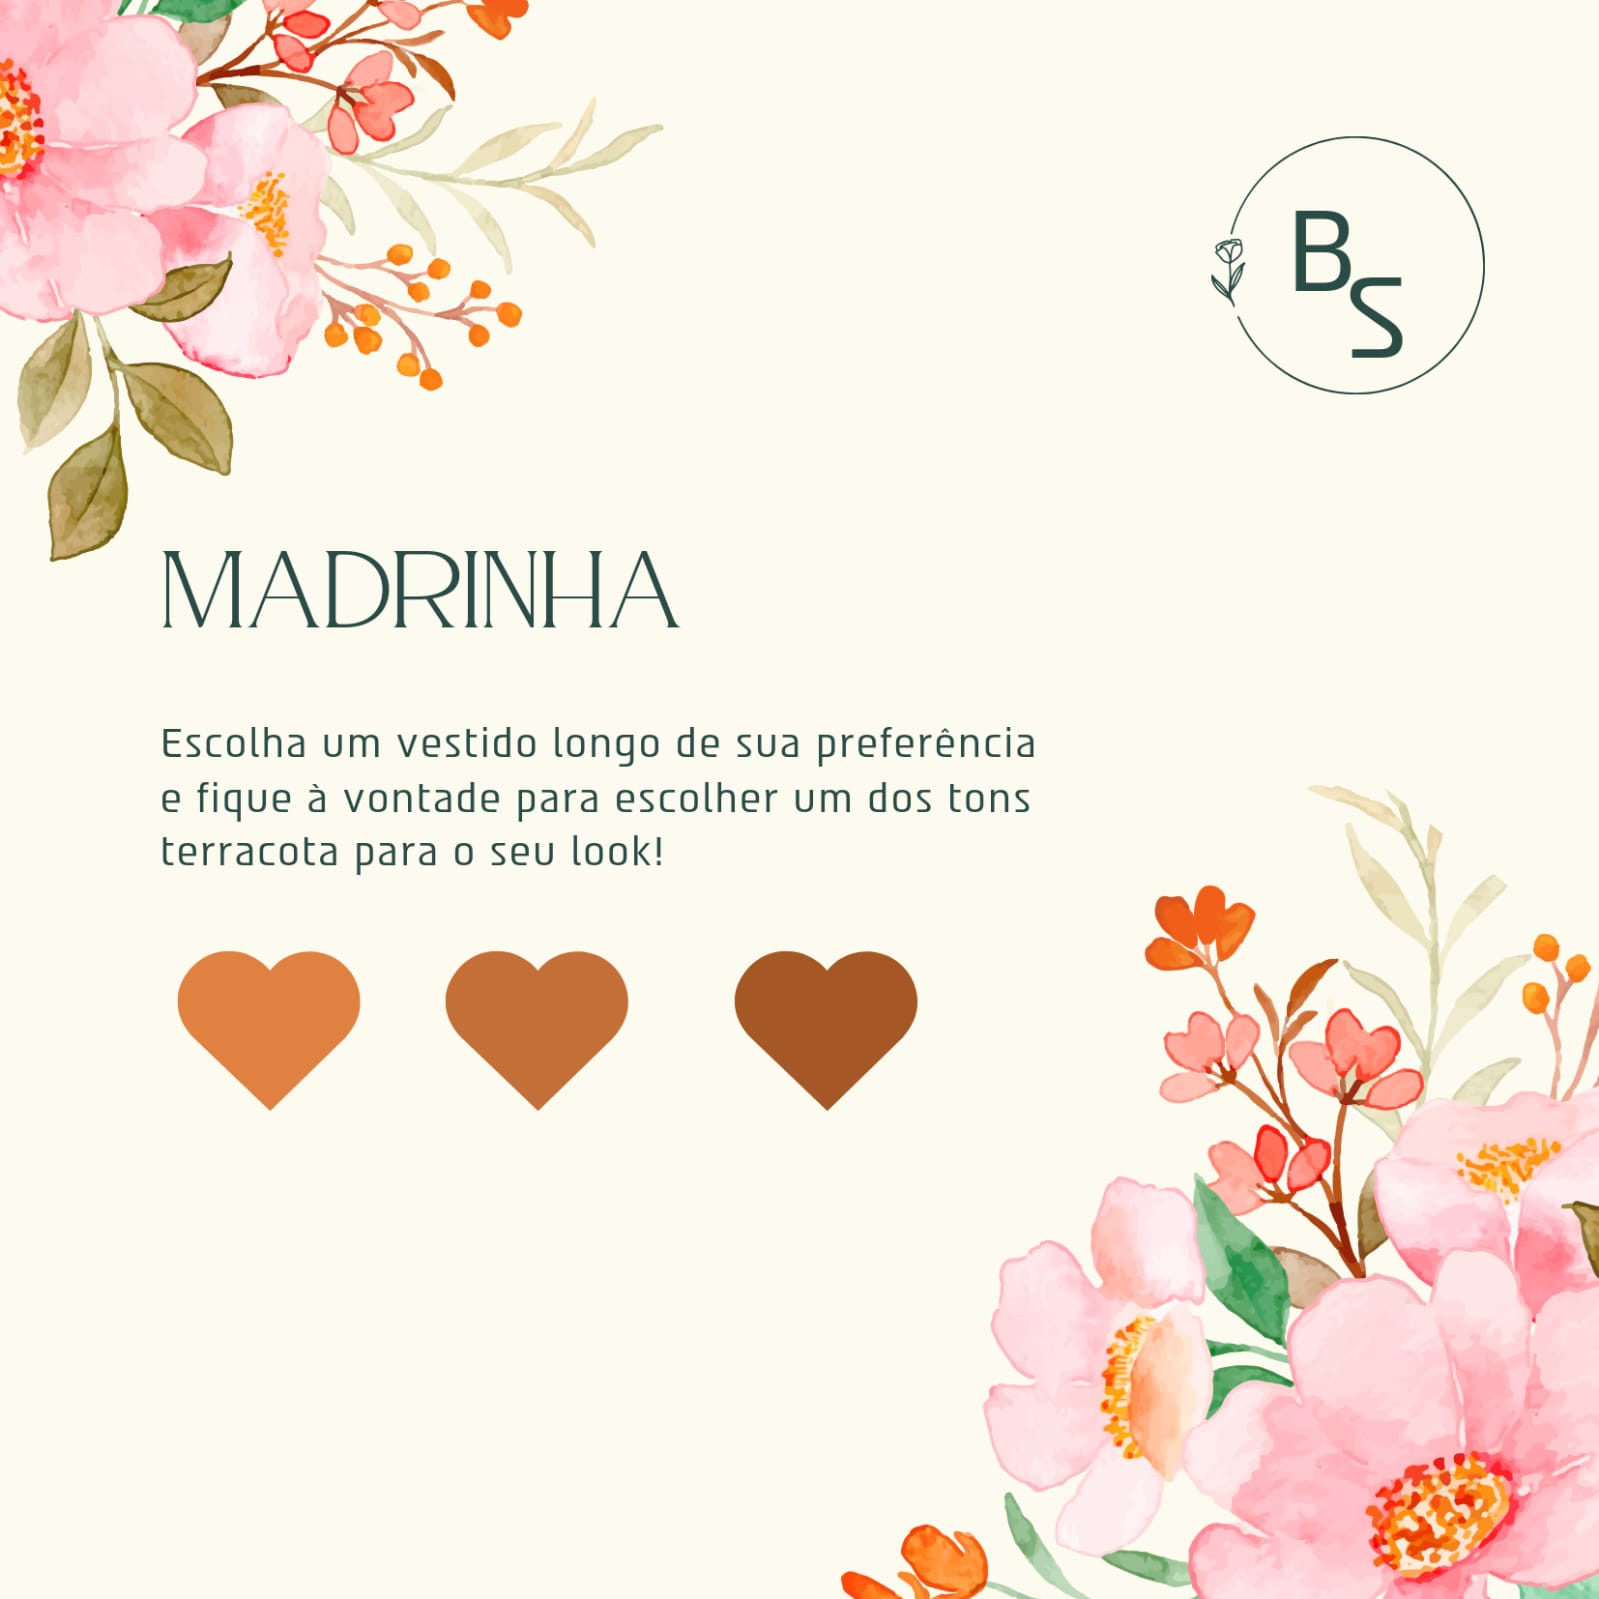 B
S
MADRINHA
Escolha um vestido longo de sua preferência
e fique à vontade para escolher um dos tons
terracota para o seu look!